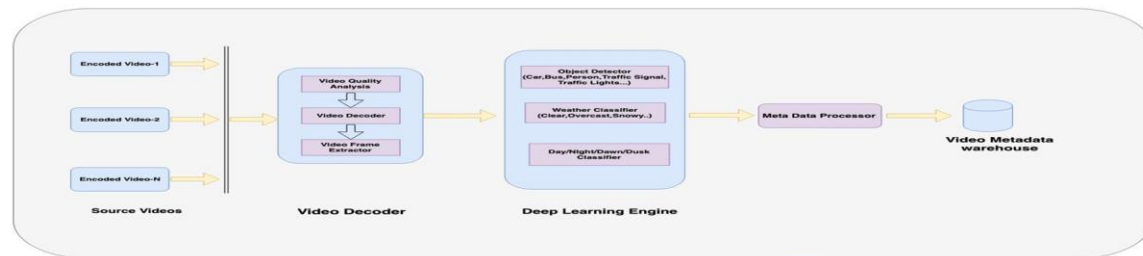 Encoded Video-1
Encoded Video-2
Encoded Video-N
Source Videos
Video Quality
Analysis
Video Decoder
Video Frame
Extractor
Video Decoder
Object Detector
(Car,Bus,Person,Traffic Signal,
Traffic Lights...)
Weather Classifier
(Clear,Overcast,Snowy..)
Day/Night/Dawn/Dusk
Classifier
Deep Learning Engine
Meta Data Processor
Video Metadata
warehouse